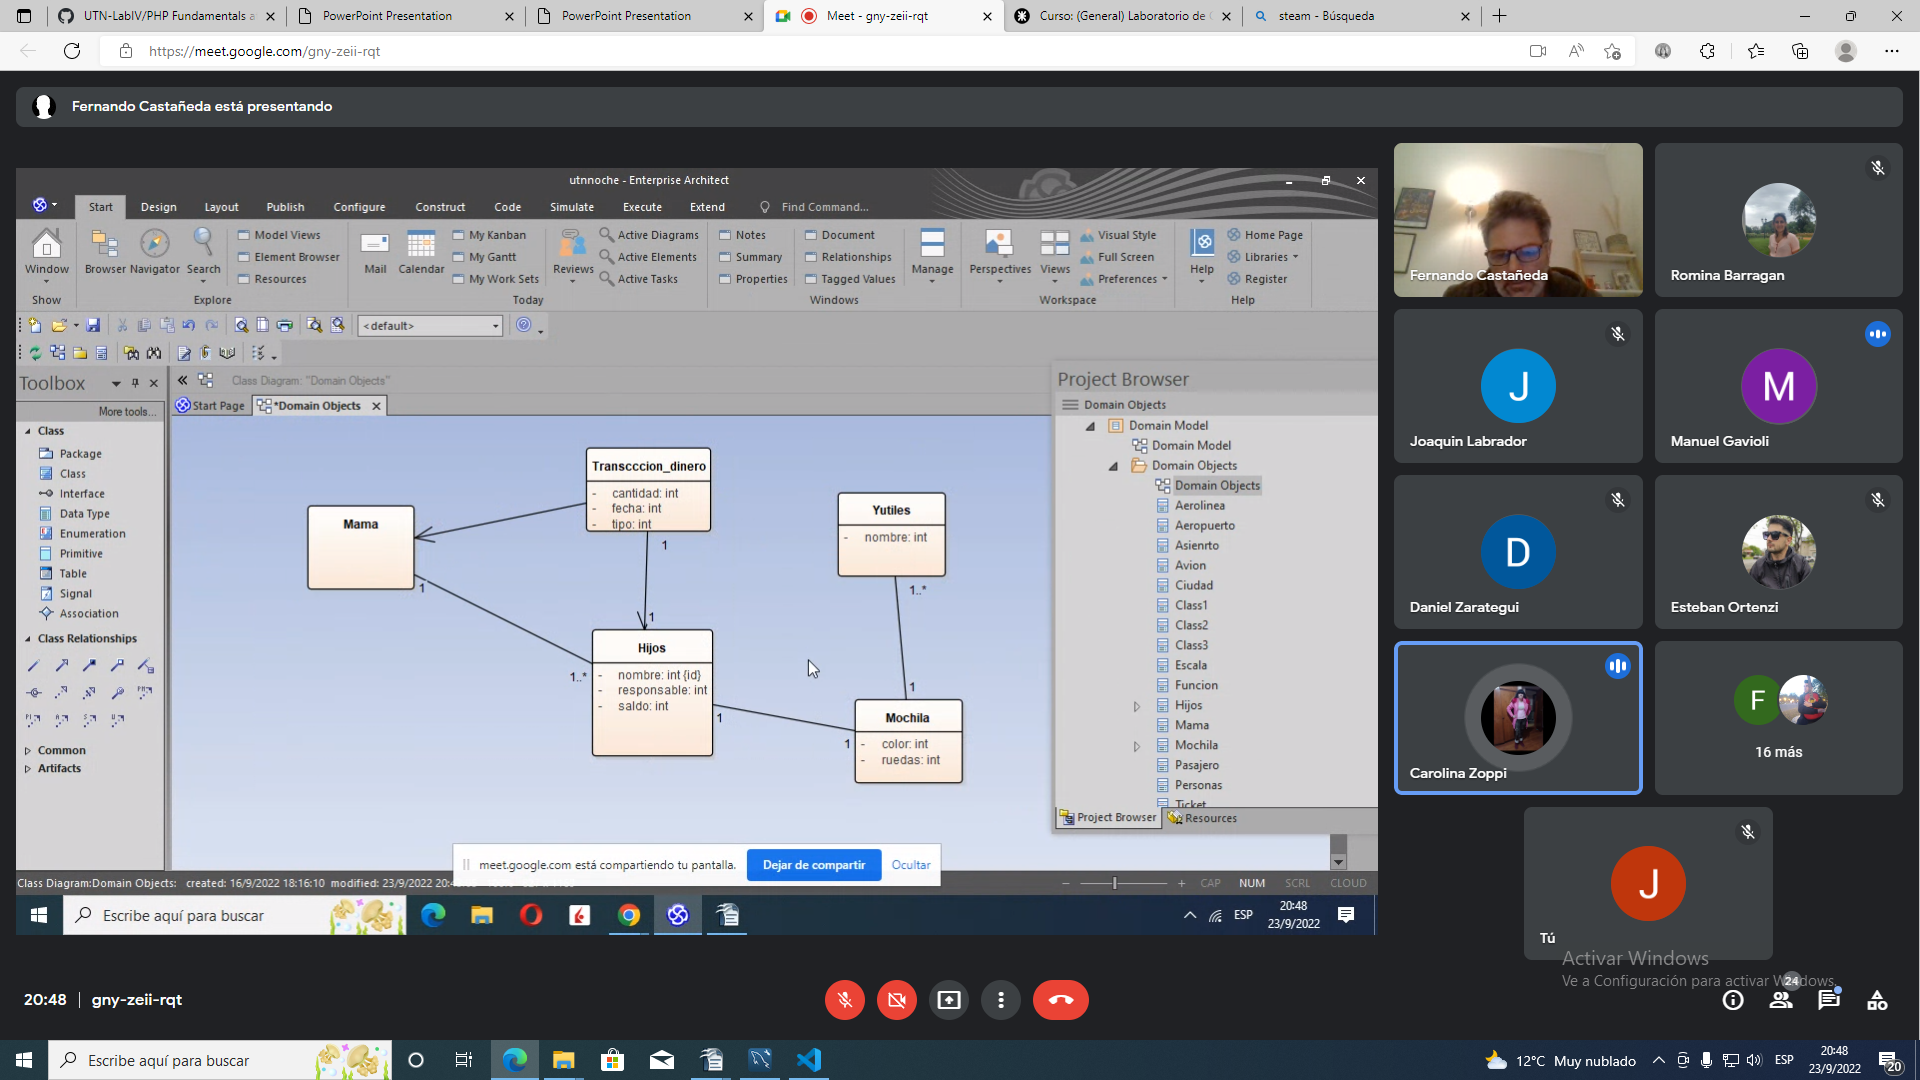 UTN-LabIV/PHP Fundamentals a
PowerPoint Presentation
PowerPoint Presentation
Meet - gny-zeii-rqt
Curso: (General) Laboratorio de
steam - Búsqueda
https://meet.google.com/gny-zeii-rqt
Fernando Castañeda está presentando
utnnoche - Enterprise Architect
Start Design Layout Publish Configure Construct Code Simulate Execute Extend Find Command...
Window
Show
Browser Navigator Search
Model Views
Element Browser
Resources
Explore
Mail Calendar
My Kanban
My Gantt
My Work Sets
Reviews
Active Diagrams
Active Elements
Active Tasks
Today
Notes
Summary
Properties
Document
Relationships
Tagged Values
Manage
Windows
Perspectives Views
Visual Style
Full Screen
Preferences
Workspace
Help
Home Page
Libraries
Register
Help
<default>
Toolbox
More tools...
Class
Package
Class
Interface
Data Type
Enumeration
Primitive
Table
Signal
Association
Class Relationships
Common
Artifacts
Class Diagram: "Domain Objects"
Start Page
*Domain Objects
Transcccion_dinero
- cantidad: int
- fecha: int
- tipo: int
Mama
Yutiles
- nombre: int
1
1..*
1
1
Hijos
1..*
- nombre: int {id}
- responsable: int
- saldo: int
1
1
1
Mochila
- color: int
- ruedas: int
Project Browser
Domain Objects
Domain Model
Domain Model
Domain Objects
Domain Objects
Aerolinea
Aeropuerto
Asienrto
Avion
Ciudad
Class1
Class2
Class3
Escala
Funcion
Hijos
Mama
Mochila
Pasajero
Personas
Ticket
Project Browser
Resources
meet.google.com está compartiendo tu pantalla.
Dejar de compartir
Ocultar
Class Diagram:Domain Objects: created: 16/9/2022 18:16:10 modified: 23/9/2022 20:4
CAP NUM SCRL CLOUD
Escribe aquí para buscar
ESP
20:48
23/9/2022
Fernando Castañeda
Romina Barragan
J
Joaquin Labrador
M
Manuel Gavioli
D
Daniel Zarategui
Esteban Ortenzi
Carolina Zoppi
F
16 más
J
Tú
Activar Windows
Ve a Configuración para activar Windows.
20:48 | gny-zeii-rqt
24
Escribe aquí para buscar
12°C Muy nublado
ESP
20:48
23/9/2022
20